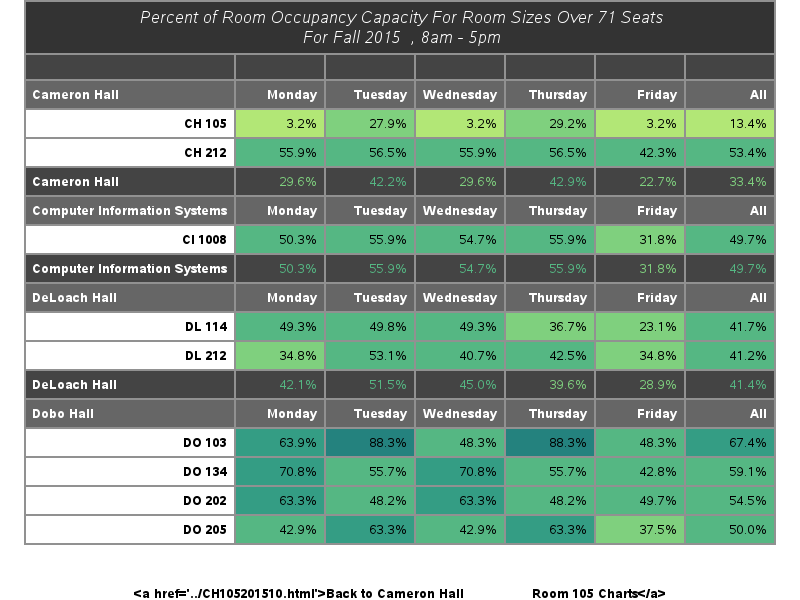 Percent of Room Occupancy Capacity For Room Sizes Over 71 Seats
For Fall 2015 , 8am - 5pm
Cameron Hall Monday Tuesday Wednesday Thursday Friday All
CH 105 3.2% 27.9% 3.2% 29.2% 3.2% 13.4%
CH 212 55.9% 56.5% 55.9% 56.5% 42.3% 53.4%
Cameron Hall 29.6% 42.2% 29.6% 42.9% 22.7% 33.4%
Computer Information Systems Monday Tuesday Wednesday Thursday Friday All
CI 1008 50.3% 55.9% 54.7% 55.9% 31.8% 49.7%
Computer Information Systems 50.3% 55.9% 54.7% 55.9% 31.8% 49.7%
DeLoach Hall Monday Tuesday Wednesday Thursday Friday All
DL 114 49.3% 49.8% 49.3% 36.7% 23.1% 41.7%
DL 212 34.8% 53.1% 40.7% 42.5% 34.8% 41.2%
DeLoach Hall 42.1% 51.5% 45.0% 39.6% 28.9% 41.4%
Dobo Hall Monday Tuesday Wednesday Thursday Friday All
DO 103 63.9% 88.3% 48.3% 88.3% 48.3% 67.4%
DO 134 70.8% 55.7% 70.8% 55.7% 42.8% 59.1%
DO 202 63.3% 48.2% 63.3% 48.2% 49.7% 54.5%
DO 205 42.9% 63.3% 42.9% 63.3% 37.5% 50.0%
<a href='../CH105201510.html'>Back to Cameron Hall Room 105 Charts</a>